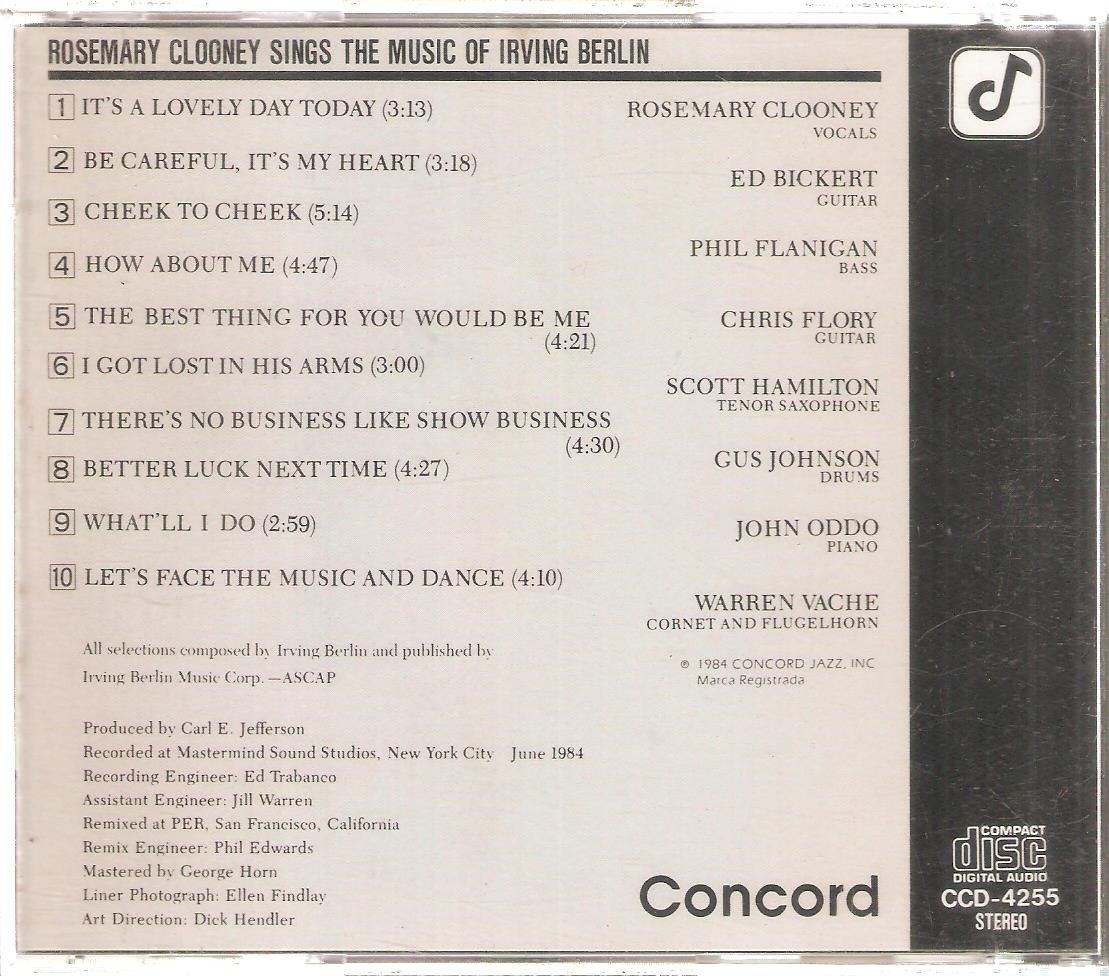 ROSEMARY CLOONEY SINGS THE MUSIC OF IRVING BERLIN
1 IT'S A LOVELY DAY TODAY (3:13)
2 BE CAREFUL, IT'S MY HEART (3:18)
3 CHEEK TO CHEEK (5:14)
4 HOW ABOUT ME (4:47)
5 THE BEST THING FOR YOU WOULD BE ME
(4:21)
6 I GOT LOST IN HIS ARMS (3:00)
7 THERE'S NO BUSINESS LIKE SHOW BUSINESS
(4:30)
8 BETTER LUCK NEXT TIME (4:27)
9 WHAT'LL I DO (2:59)
10 LET'S FACE THE MUSIC AND DANCE (4:10)
All selections composed by Irving Berlin and published by
Irving Berlin Music Corp. —ASCAP
Produced by Carl E. Jefferson
Recorded at Mastermind Sound Studios, New York City June 1984
Recording Engineer: Ed Trabanco
Assistant Engineer: Jill Warren
Remixed at PER, San Francisco, California
Remix Engineer: Phil Edwards
Mastered by George Horn
Liner Photograph: Ellen Findlay
Art Direction: Dick Hendler
ROSEMARY CLOONEY
VOCALS
ED BICKERT
GUITAR
PHIL FLANIGAN
BASS
CHRIS FLORY
GUITAR
SCOTT HAMILTON
TENOR SAXOPHONE
GUS JOHNSON
DRUMS
JOHN ODDO
PIANO
WARREN VACHE
CORNET AND FLUGELHORN
℗ 1984 CONCORD JAZZ, INC
Marca Registrada
Concord
COMPACT
disc
DIGITAL AUDIO
CCD-4255
STEREO